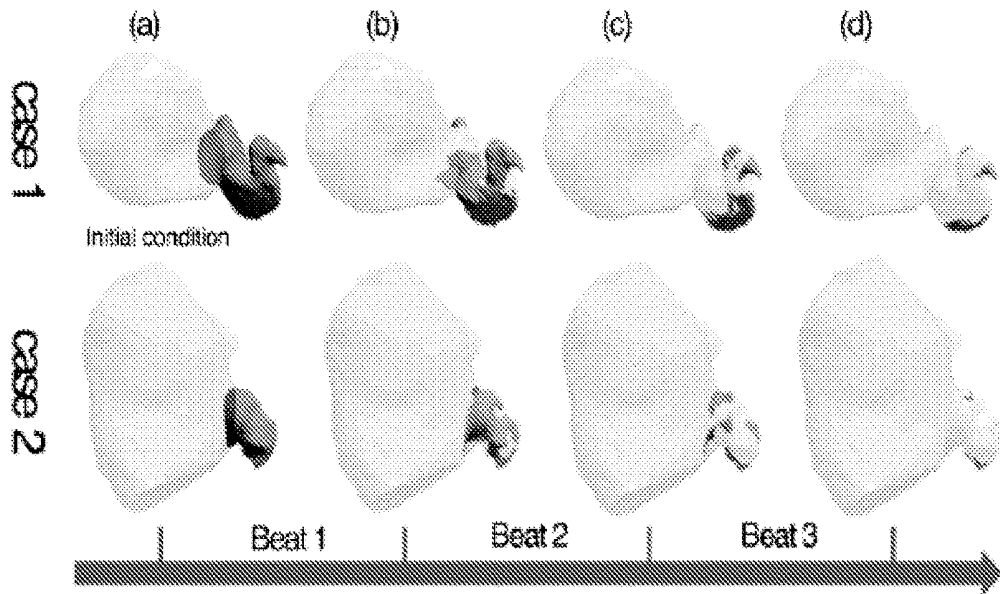 (a) (b) (c) (d)
case 1
Initial condition
case 2
Beat 1 Beat 2 Beat 3